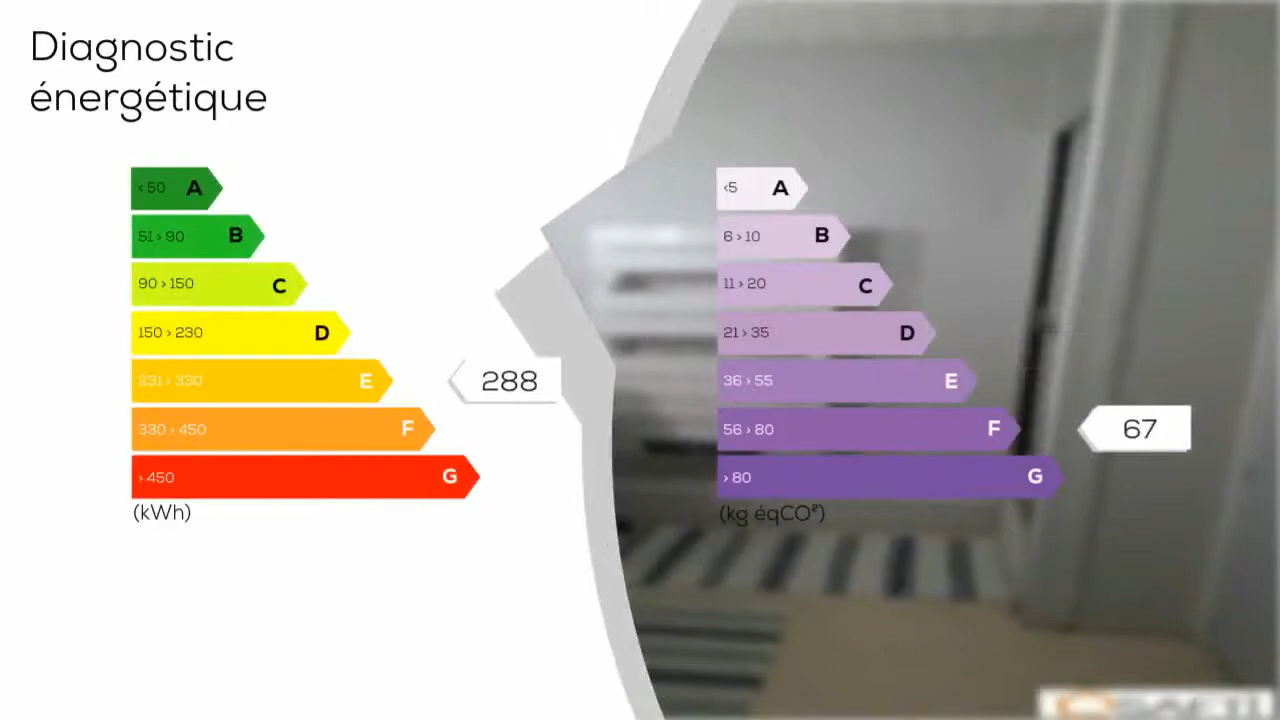 Diagnostic
énergétique
< 50 A
51 > 90 B
90 > 150 C
150 > 230 D
231 > 330 E
288
330 > 450 F
> 450 G
(kWh)
<5 A
6 > 10 B
11 > 20 C
21 > 35 D
36 > 55 E
56 > 80 F
67
> 80 G
(kg éqCO²)